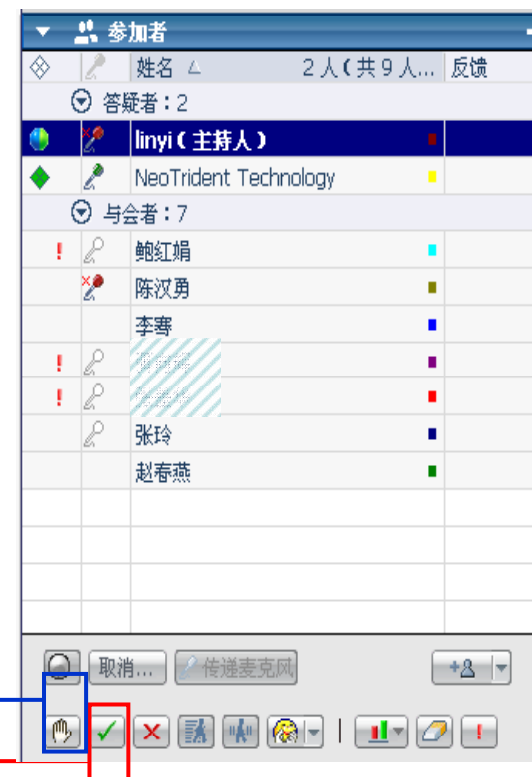 参加者
姓名 2人(共9人... 反馈
答疑者:2
linyi(主持人)
NeoTrident Technology
与会者:7
鲍红娟
陈汉勇
李骞
张玲
赵春燕
取消... 传递麦克风